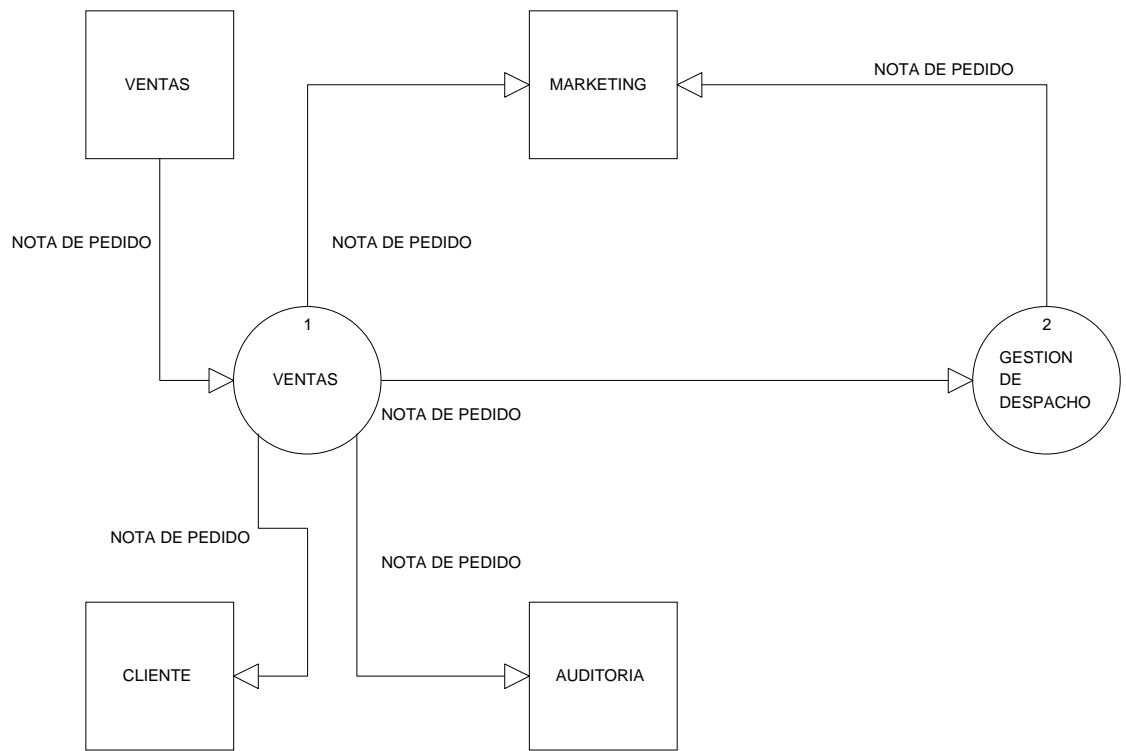 VENTAS
MARKETING
NOTA DE PEDIDO
NOTA DE PEDIDO
NOTA DE PEDIDO
1
VENTAS
2
GESTION
DE
DESPACHO
NOTA DE PEDIDO
NOTA DE PEDIDO
NOTA DE PEDIDO
CLIENTE
AUDITORIA